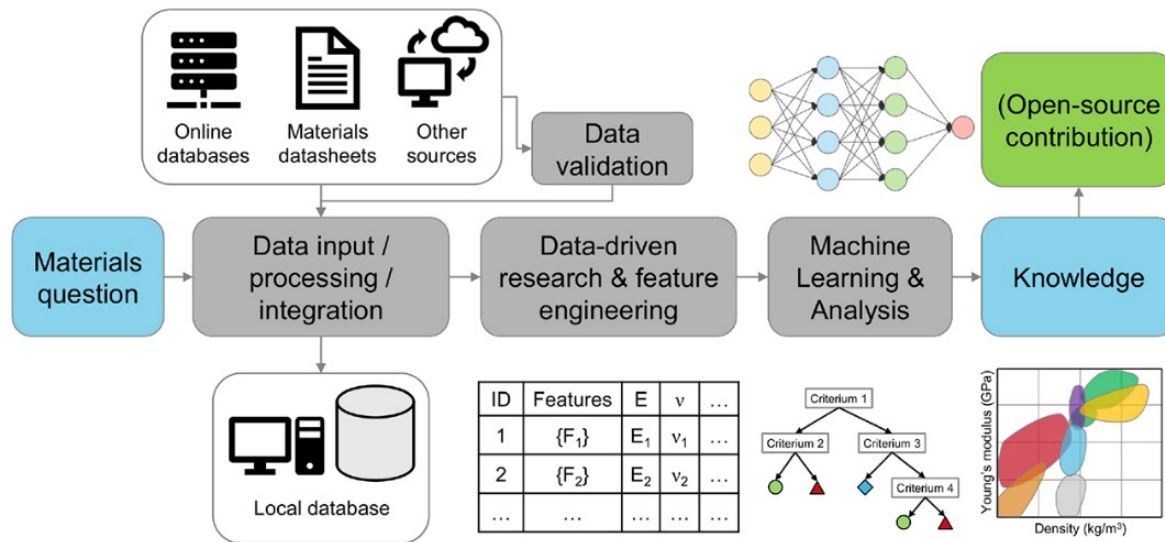 Online
databases
Materials
datasheets
Other
sources
Data
validation
(Open-source
contribution)
Materials
question
Data input /
processing /
integration
Data-driven
research & feature
engineering
Machine
Learning &
Analysis
Knowledge
Local database
ID Features E ν ...
1 {F₁} E₁ ν₁ ...
2 {F₂} E₂ ν₂ ...
... ... ... ... ...
Criterium 1
Criterium 2 Criterium 3
Criterium 4
Young's modulus (GPa)
Density (kg/m³)